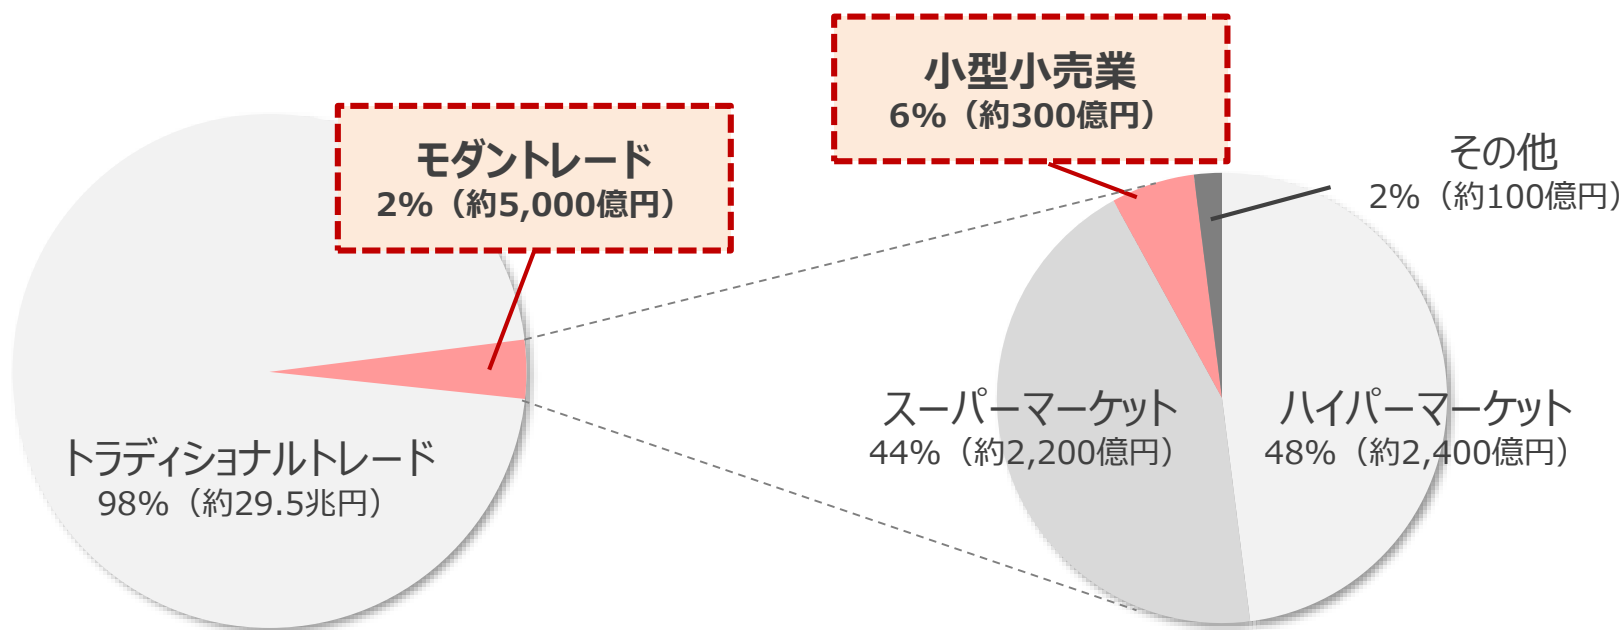 モダントレード
2%（約5,000億円）
トラディショナルトレード
98%（約29.5兆円）
小型小売業
6%（約300億円）
その他
2%（約100億円）
スーパーマーケット
44%（約2,200億円）
ハイパーマーケット
48%（約2,400億円）